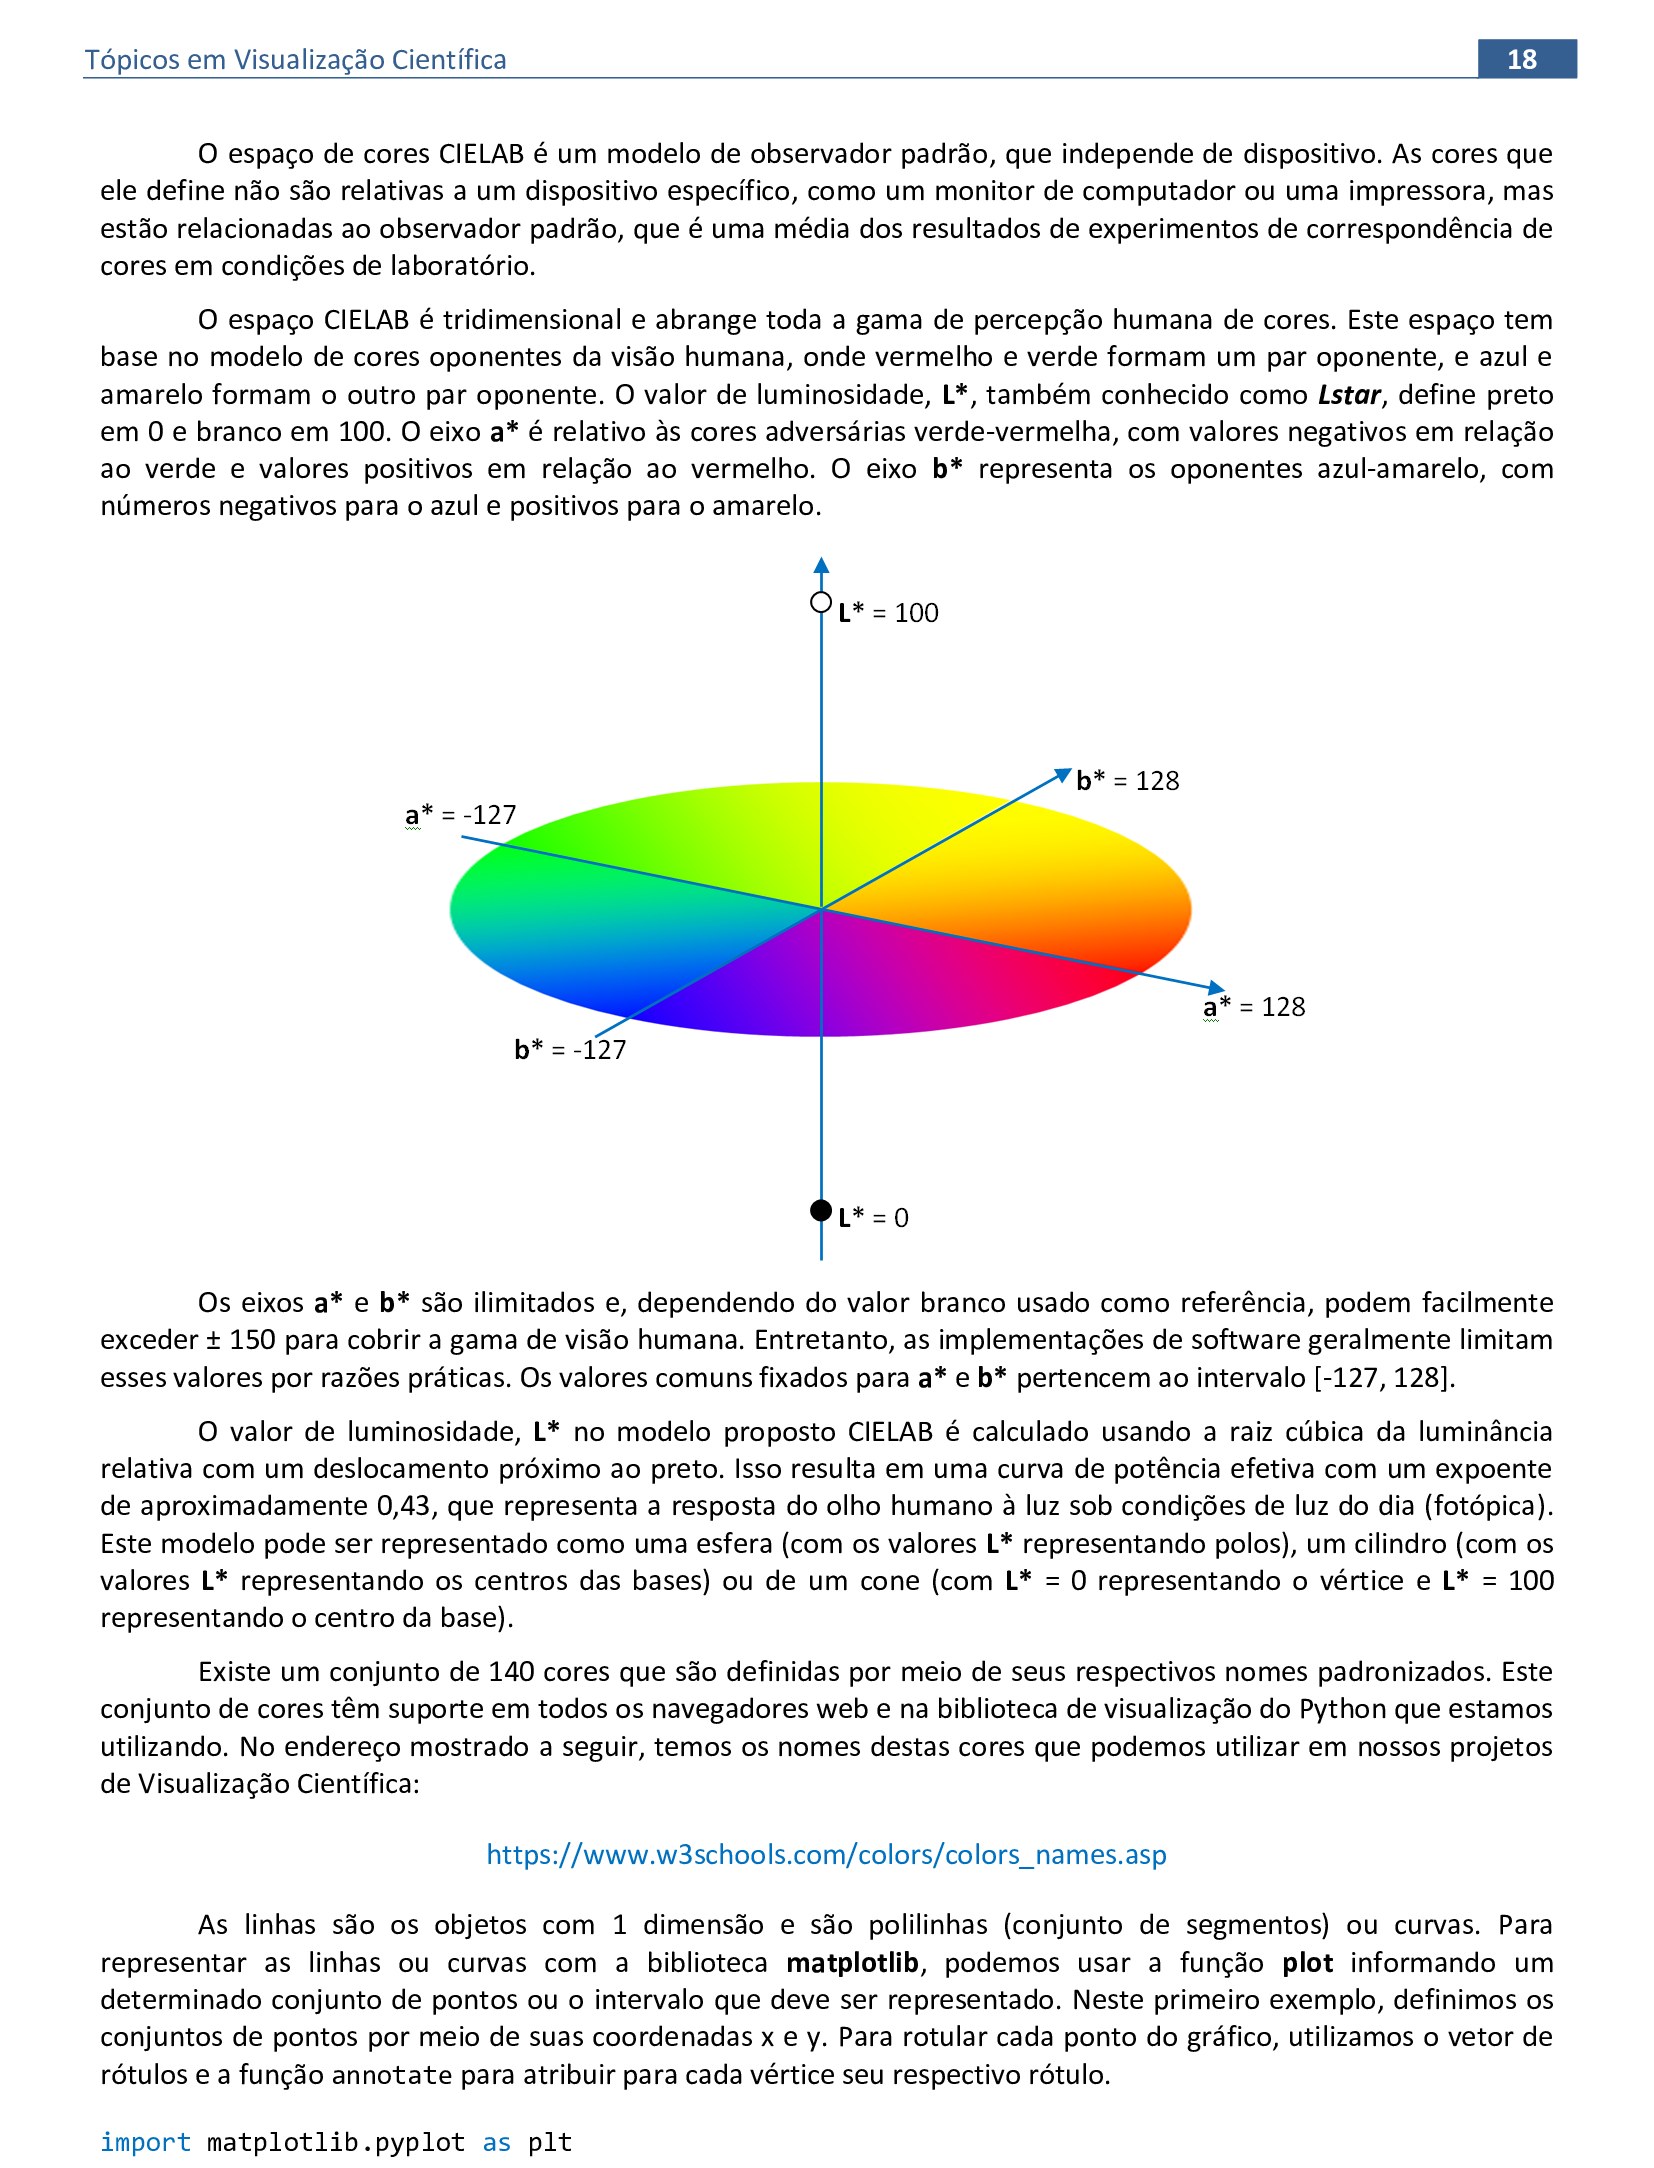 Tópicos em Visualização Científica 18
O espaço de cores CIELAB é um modelo de observador padrão, que independe de dispositivo. As cores que
ele define não são relativas a um dispositivo específico, como um monitor de computador ou uma impressora, mas
estão relacionadas ao observador padrão, que é uma média dos resultados de experimentos de correspondência de
cores em condições de laboratório.
O espaço CIELAB é tridimensional e abrange toda a gama de percepção humana de cores. Este espaço tem
base no modelo de cores oponentes da visão humana, onde vermelho e verde formam um par oponente, e azul e
amarelo formam o outro par oponente. O valor de luminosidade, L*, também conhecido como Lstar, define preto
em 0 e branco em 100. O eixo a* é relativo às cores adversárias verde-vermelha, com valores negativos em relação
ao verde e valores positivos em relação ao vermelho. O eixo b* representa os oponentes azul-amarelo, com
números negativos para o azul e positivos para o amarelo.
L* = 100
b* = 128
a* = -127
a* = 128
b* = -127
L* = 0
Os eixos a* e b* são ilimitados e, dependendo do valor branco usado como referência, podem facilmente
exceder ± 150 para cobrir a gama de visão humana. Entretanto, as implementações de software geralmente limitam
esses valores por razões práticas. Os valores comuns fixados para a* e b* pertencem ao intervalo [-127, 128].
O valor de luminosidade, L* no modelo proposto CIELAB é calculado usando a raiz cúbica da luminância
relativa com um deslocamento próximo ao preto. Isso resulta em uma curva de potência efetiva com um expoente
de aproximadamente 0,43, que representa a resposta do olho humano à luz sob condições de luz do dia (fotópica).
Este modelo pode ser representado como uma esfera (com os valores L* representando polos), um cilindro (com os
valores L* representando os centros das bases) ou de um cone (com L* = 0 representando o vértice e L* = 100
representando o centro da base).
Existe um conjunto de 140 cores que são definidas por meio de seus respectivos nomes padronizados. Este
conjunto de cores têm suporte em todos os navegadores web e na biblioteca de visualização do Python que estamos
utilizando. No endereço mostrado a seguir, temos os nomes destas cores que podemos utilizar em nossos projetos
de Visualização Científica:
https://www.w3schools.com/colors/colors_names.asp
As linhas são os objetos com 1 dimensão e são polilinhas (conjunto de segmentos) ou curvas. Para
representar as linhas ou curvas com a biblioteca matplotlib, podemos usar a função plot informando um
determinado conjunto de pontos ou o intervalo que deve ser representado. Neste primeiro exemplo, definimos os
conjuntos de pontos por meio de suas coordenadas x e y. Para rotular cada ponto do gráfico, utilizamos o vetor de
rótulos e a função annotate para atribuir para cada vértice seu respectivo rótulo.
import matplotlib.pyplot as plt